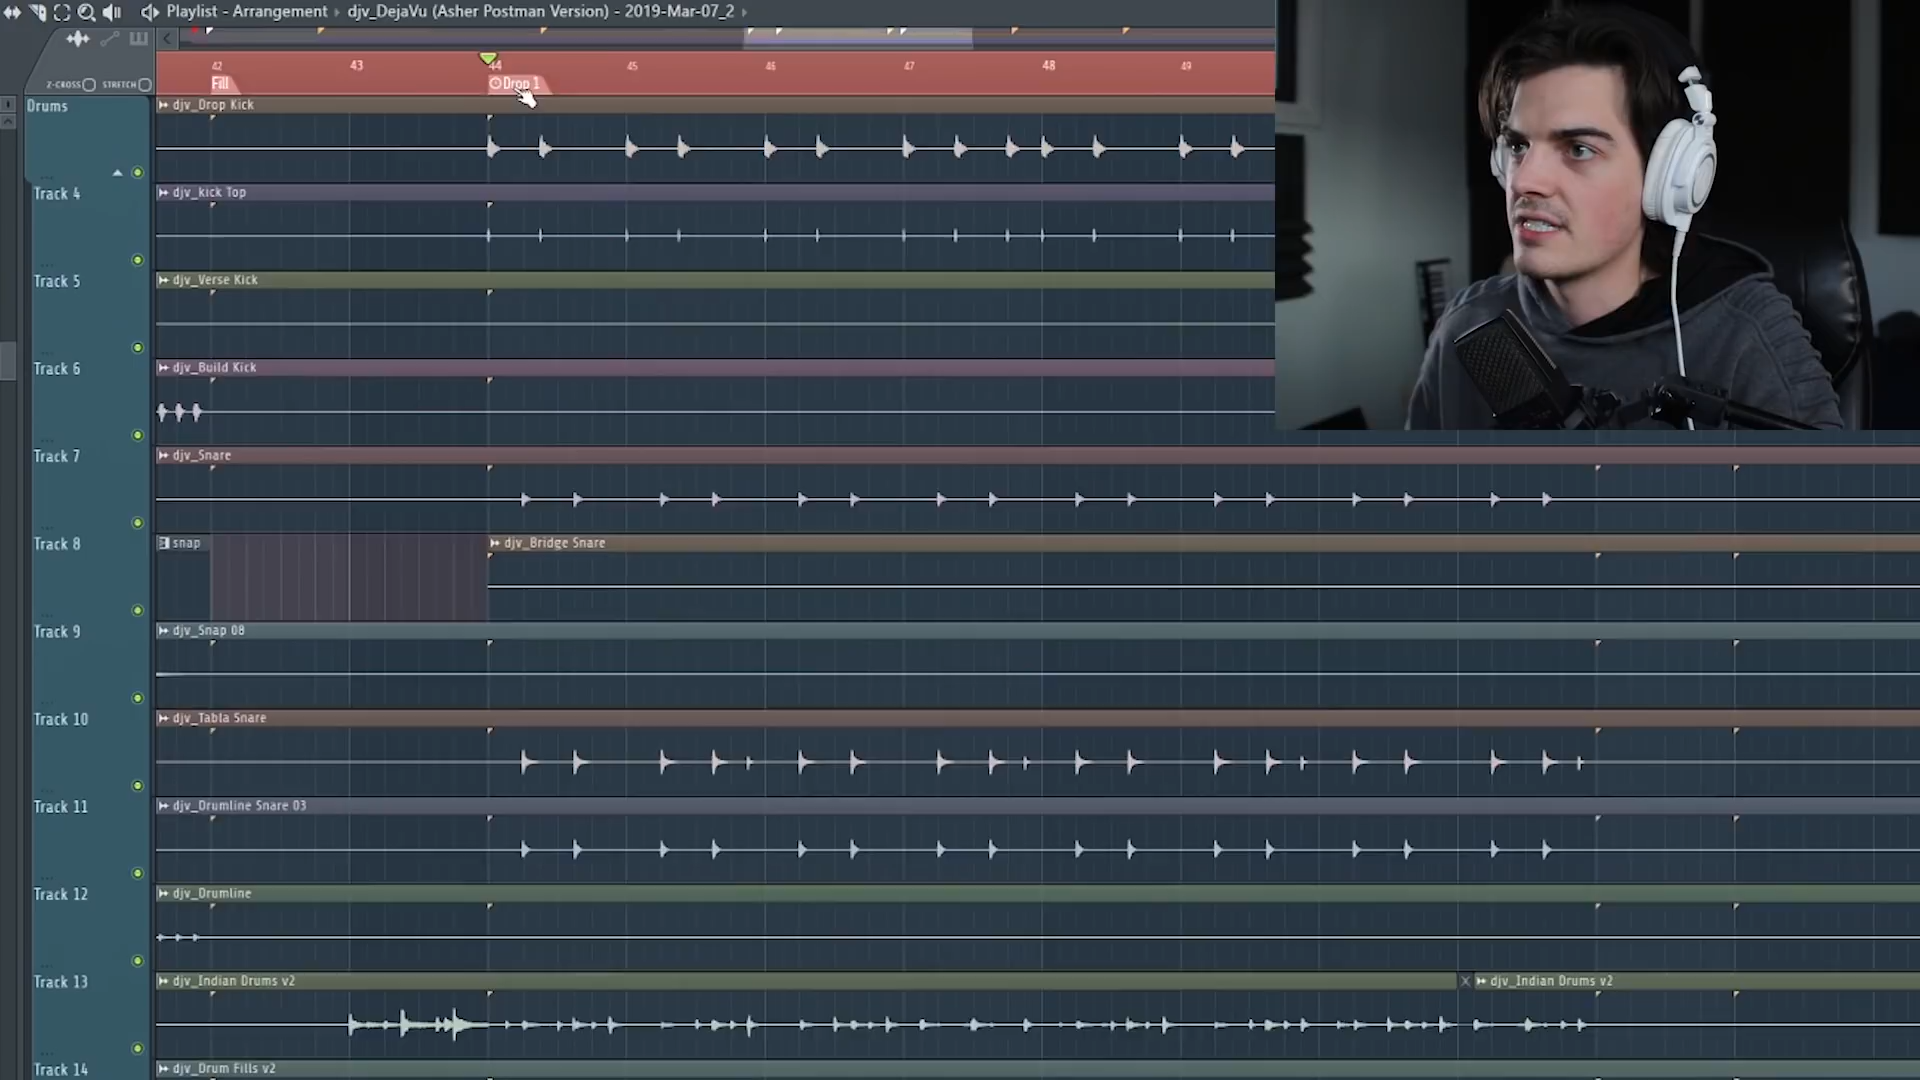 Playlist - Arrangement › djv_DejaVu (Asher Postman Version) - 2019-Mar-07_2 ›
42 43 44 45 46 47 48 49
Z-CROSS STRETCH Fill Drop 1
Drums djv_Drop Kick
Track 4 djv_kick Top
Track 5 djv_Verse Kick
Track 6 djv_Build Kick
Track 7 djv_Snare
Track 8 snap djv_Bridge Snare
Track 9 djv_Snap 08
Track 10 djv_Tabla Snare
Track 11 djv_Drumline Snare 03
Track 12 djv_Drumline
Track 13 djv_Indian Drums v2 djv_Indian Drums v2
Track 14 djv_Drum Fills v2